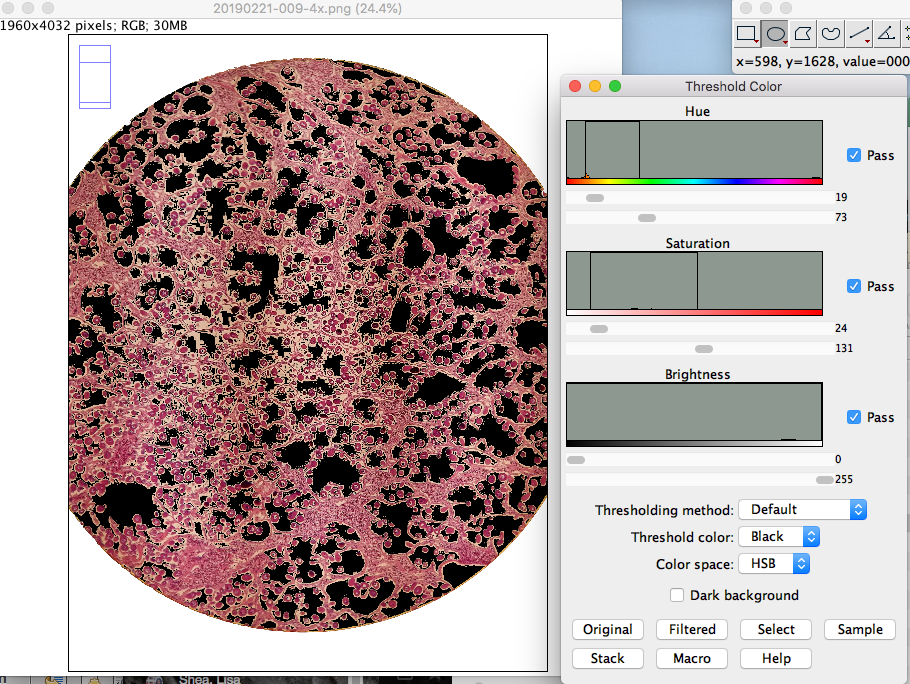 20190221-009-4x.png (24.4%)
1960x4032 pixels; RGB; 30MB
x=598, y=1628, value=000
Threshold Color
Hue
Pass
19
73
Saturation
Pass
24
131
Brightness
Pass
0
255
Thresholding method: Default
Threshold color: Black
Color space: HSB
Dark background
Original Filtered Select Sample
Stack Macro Help
Shea, Lisa